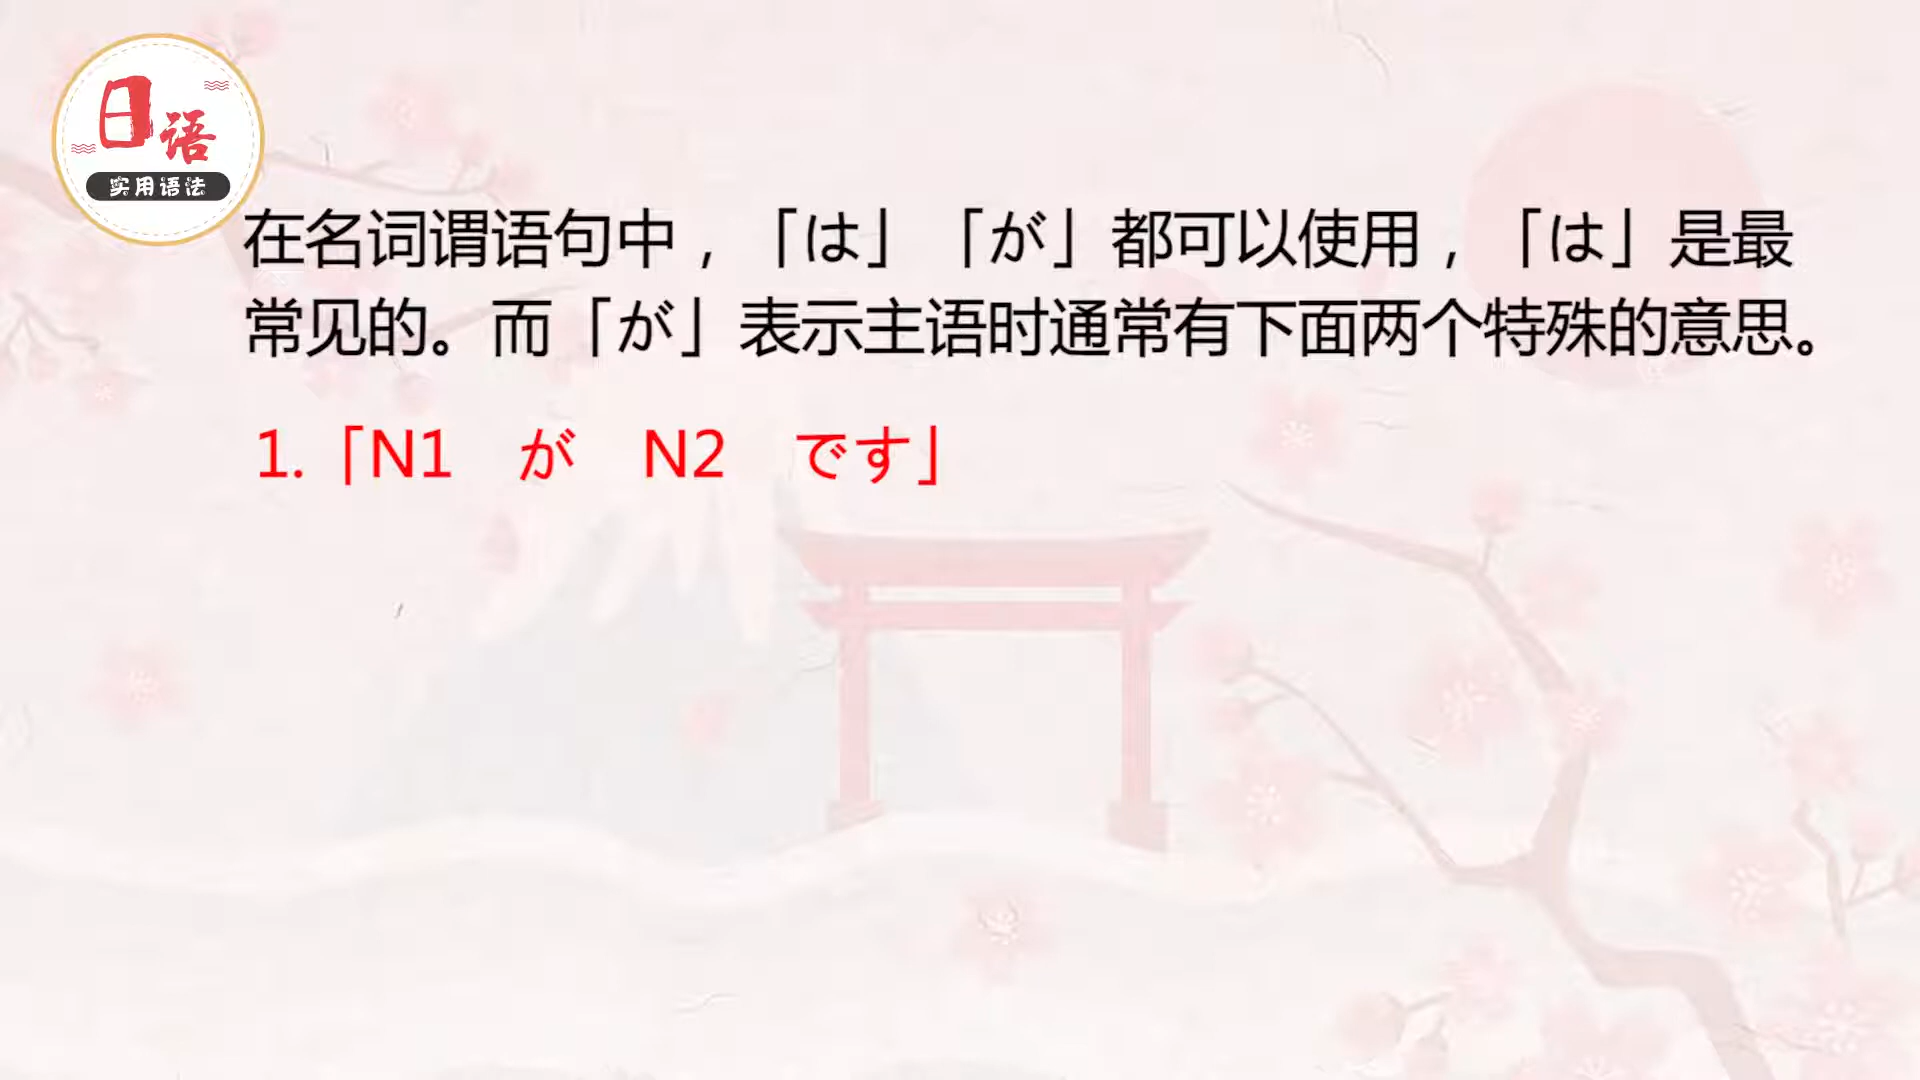 日语
实用语法
在名词谓语句中，「は」「が」都可以使用，「は」是最
常见的。而「が」表示主语时通常有下面两个特殊的意思。
1.「N1　が　N2　です」